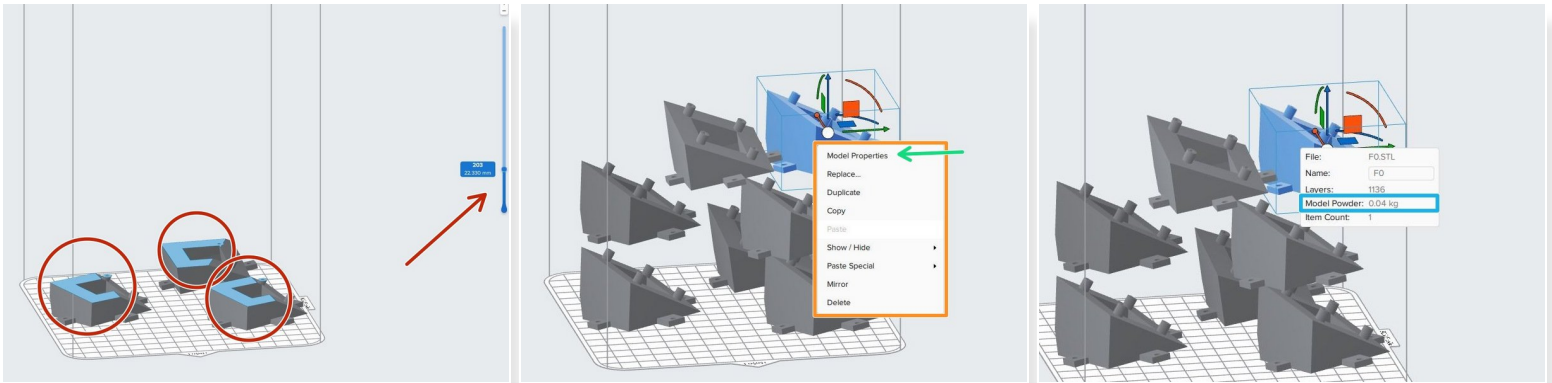 203
22.330 mm
Model Properties
Replace...
Duplicate
Copy
Paste
Show / Hide
Paste Special
Mirror
Delete
File: F0.STL
Name: F0
Layers: 1136
Model Powder: 0.04 kg
Item Count: 1